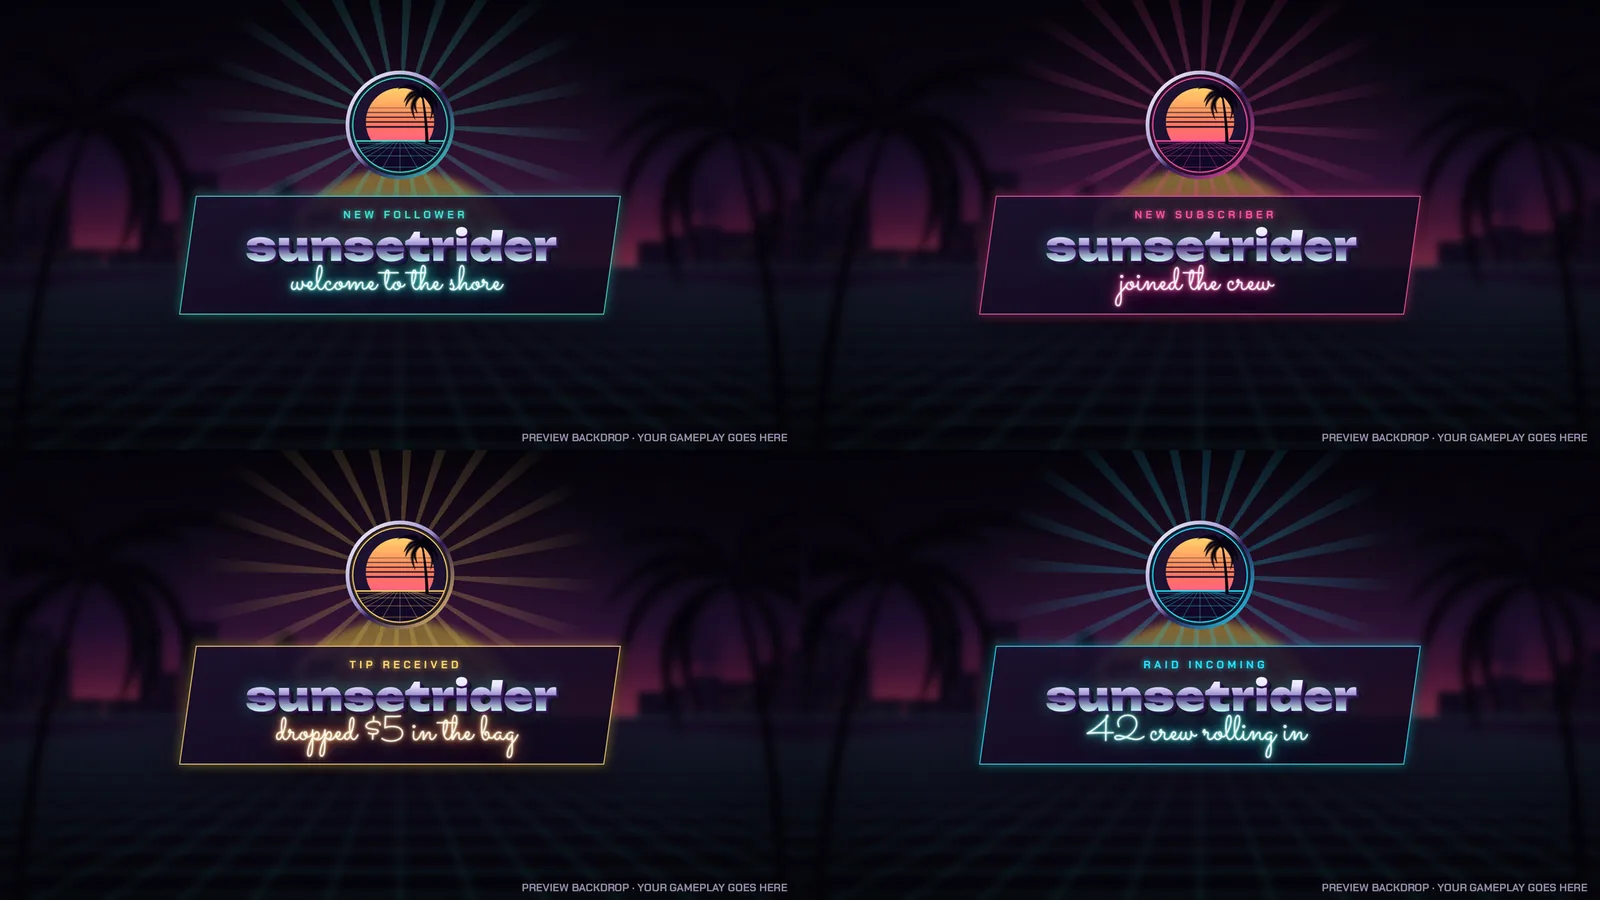 NEW FOLLOWER
sunsetrider
welcome to the shore
PREVIEW BACKDROP · YOUR GAMEPLAY GOES HERE
NEW SUBSCRIBER
sunsetrider
joined the crew
PREVIEW BACKDROP · YOUR GAMEPLAY GOES HERE
TIP RECEIVED
sunsetrider
dropped $5 in the bag
PREVIEW BACKDROP · YOUR GAMEPLAY GOES HERE
RAID INCOMING
sunsetrider
42 crew rolling in
PREVIEW BACKDROP · YOUR GAMEPLAY GOES HERE